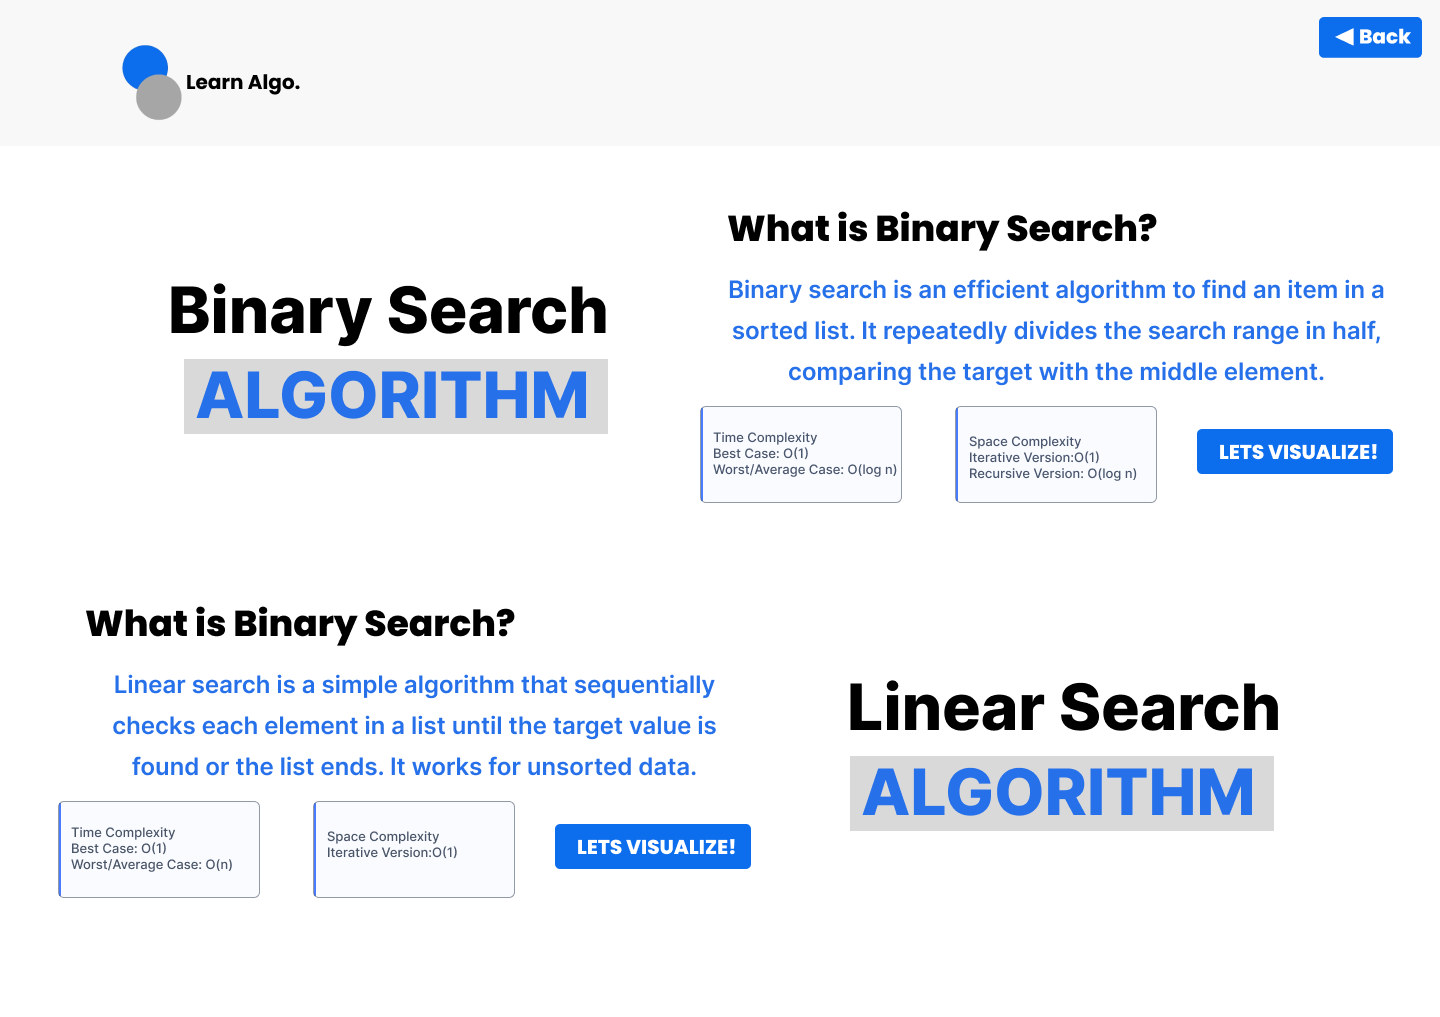 ◀ Back
Learn Algo.
Binary Search
ALGORITHM
What is Binary Search?
Binary search is an efficient algorithm to find an item in a
sorted list. It repeatedly divides the search range in half,
comparing the target with the middle element.
Time Complexity
Best Case: O(1)
Worst/Average Case: O(log n)
Space Complexity
Iterative Version:O(1)
Recursive Version: O(log n)
LETS VISUALIZE!
What is Binary Search?
Linear search is a simple algorithm that sequentially
checks each element in a list until the target value is
found or the list ends. It works for unsorted data.
Time Complexity
Best Case: O(1)
Worst/Average Case: O(n)
Space Complexity
Iterative Version:O(1)
LETS VISUALIZE!
Linear Search
ALGORITHM